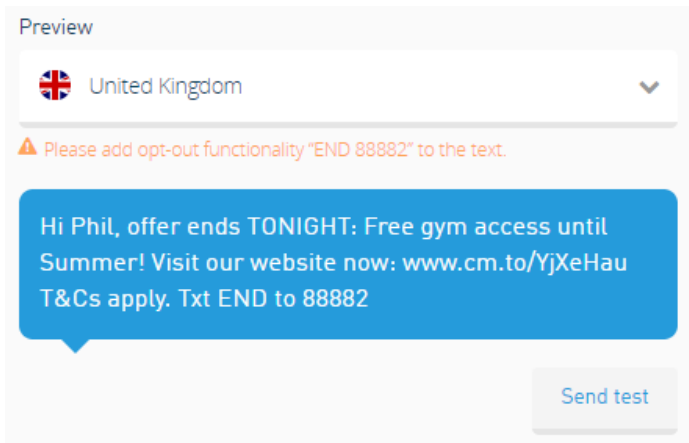 Preview
United Kingdom
Please add opt-out functionality "END 88882" to the text.
Hi Phil, offer ends TONIGHT: Free gym access until
Summer! Visit our website now: www.cm.to/YjXeHau
T&Cs apply. Txt END to 88882
Send test